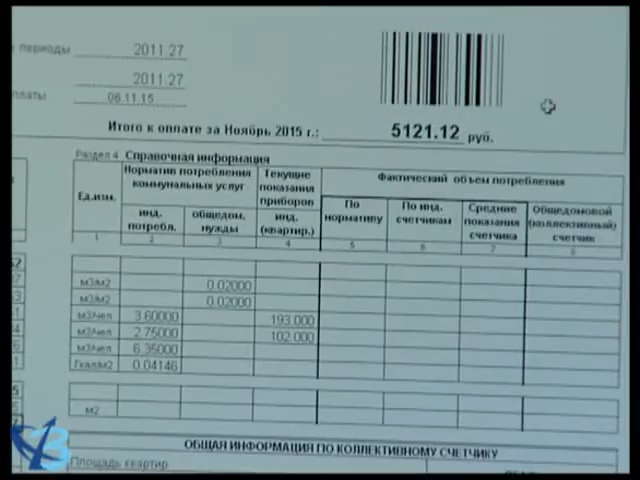 периоды 2011.27
2011.27
платы 06.11.15
Итого к оплате за Ноябрь 2015 г.: 5121.12 руб.
Раздел 4 Справочная информация
Ед.изм.
Норматив потребления коммунальных услуг
Текущие показания приборов
Фактический объем потребления
инд. потребл.
общедом. нужды
инд. (квартир.)
По нормативу
По инд. счетчикам
Средние показания счетчика
Общедомовой (коллективный) счетчик
1 2 3 4 5 6 7 8
м3/м2 0.02000
м3/м2 0.02000
м3/чел 3.60000 193.000
м3/чел 2.75000 102.000
м3/чел 6.35000
Гкал/м2 0.04146
м2
ОБЩАЯ ИНФОРМАЦИЯ ПО КОЛЛЕКТИВНОМУ СЧЕТЧИКУ
Площадь квартир